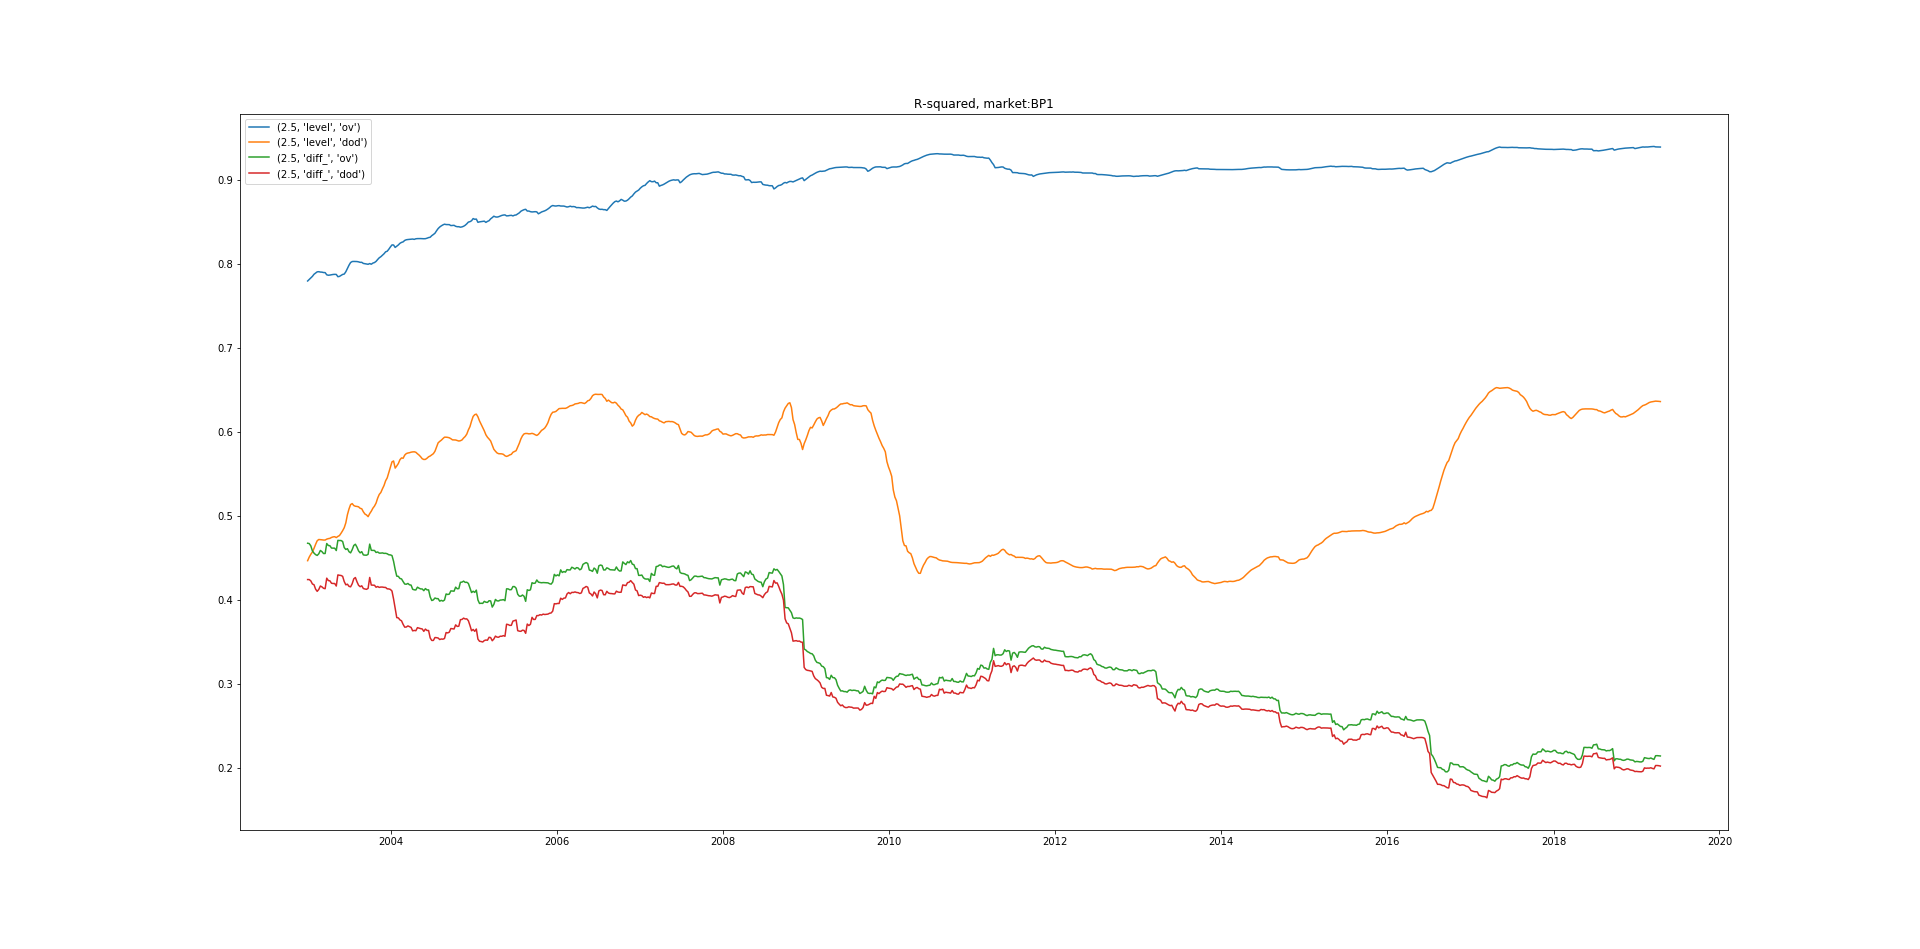 R-squared, market:BP1
(2.5, 'level', 'ov')
(2.5, 'level', 'dod')
(2.5, 'diff_', 'ov')
(2.5, 'diff_', 'dod')
0.9
0.8
0.7
0.6
0.5
0.4
0.3
0.2
2004 2006 2008 2010 2012 2014 2016 2018 2020